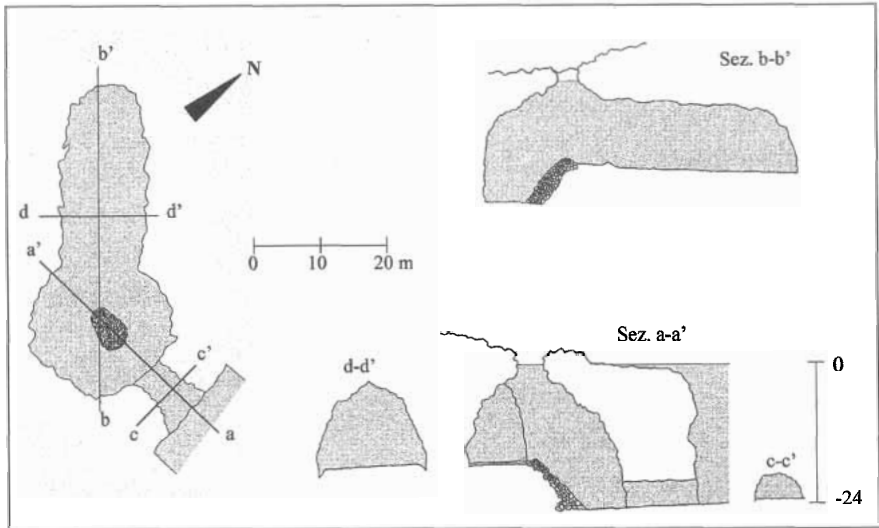 b'
N
Sez. b-b'
d
d'
a'
0
10
20 m
c'
d-d'
b
c
a
Sez. a-a'
0
c-c'
-24